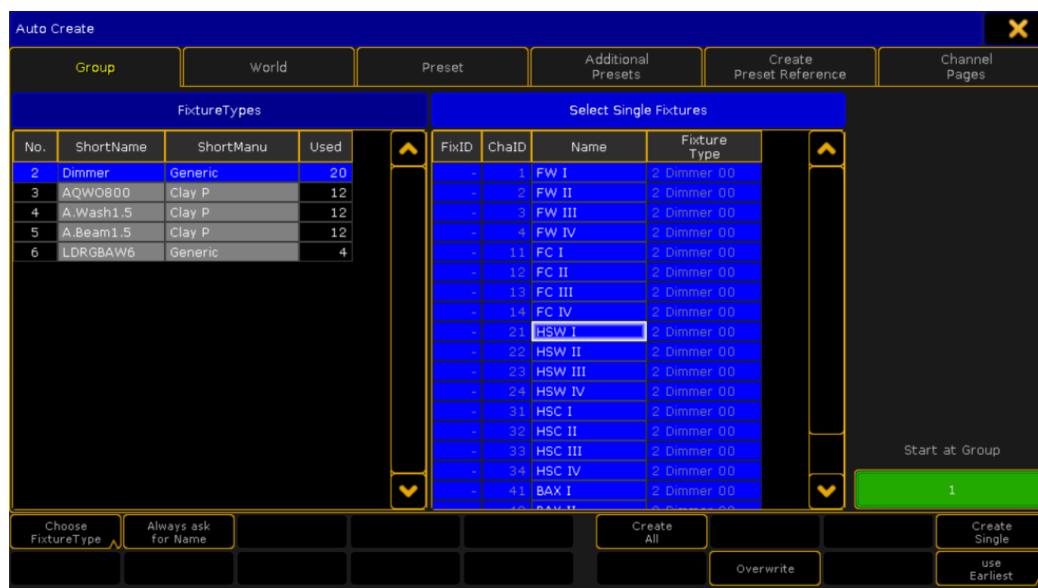 Auto Create
Group World Preset Additional Presets Create Preset Reference Channel Pages
FixtureTypes Select Single Fixtures
No. ShortName ShortManu Used FixID ChaID Name Fixture Type
2 Dimmer Generic 20 - 1 FW I 2 Dimmer 00
3 AQWO800 Clay P 12 - 2 FW II 2 Dimmer 00
4 A.Wash1.5 Clay P 12 - 3 FW III 2 Dimmer 00
5 A.Beam1.5 Clay P 12 - 4 FW IV 2 Dimmer 00
6 LDRGBAW6 Generic 4 - 11 FC I 2 Dimmer 00
- 12 FC II 2 Dimmer 00
- 13 FC III 2 Dimmer 00
- 14 FC IV 2 Dimmer 00
- 21 HSW I 2 Dimmer 00
- 22 HSW II 2 Dimmer 00
- 23 HSW III 2 Dimmer 00
- 24 HSW IV 2 Dimmer 00
- 31 HSC I 2 Dimmer 00
- 32 HSC II 2 Dimmer 00
- 33 HSC III 2 Dimmer 00
- 34 HSC IV 2 Dimmer 00
- 41 BAX I 2 Dimmer 00
Start at Group
1
Choose FixtureType Always ask for Name Create All Create Single
Overwrite use Earliest